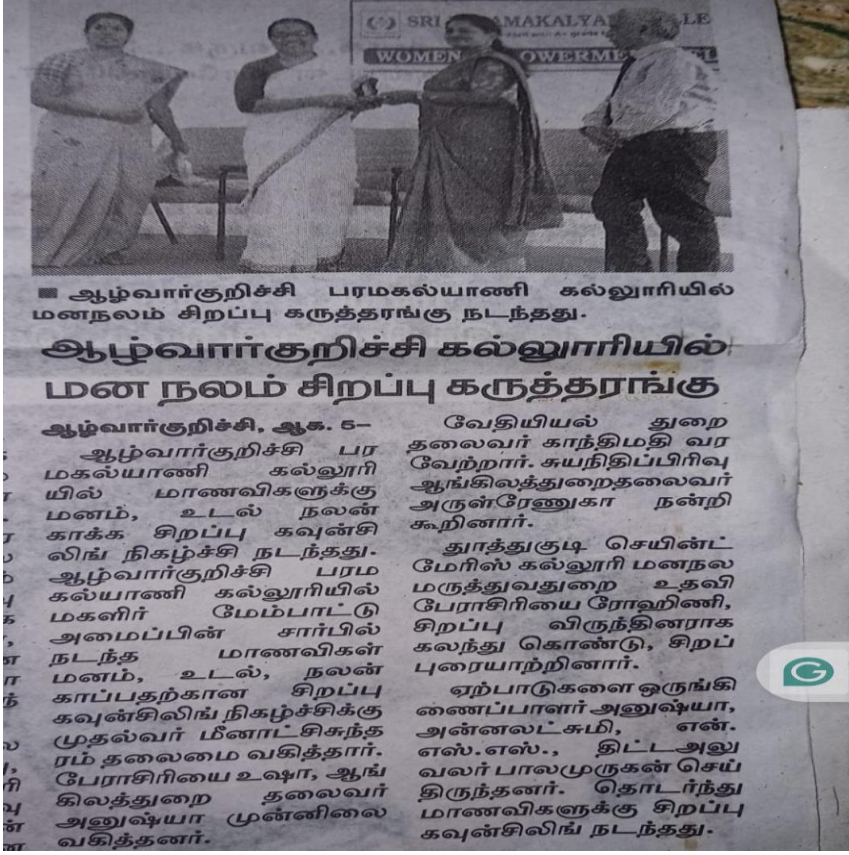 SRI AMAKALYA LLE
WOMEN OWERME EL
■ ஆழ்வார்குறிச்சி பரமகல்யாணி கல்லூரியில்
மனநலம் சிறப்பு கருத்தரங்கு நடந்தது.
ஆழ்வார்குறிச்சி கல்லூரியில்
மன நலம் சிறப்பு கருத்தரங்கு
ஆழ்வார்குறிச்சி, ஆக. 5–
ஆழ்வார்குறிச்சி பர
மகல்யாணி கல்லூரி
யில் மாணவிகளுக்கு
மனம், உடல் நலன்
காக்க சிறப்பு கவுன்சி
லிங் நிகழ்ச்சி நடந்தது.
ஆழ்வார்குறிச்சி பரம
கல்யாணி கல்லூரியில்
மகளிர் மேம்பாட்டு
அமைப்பின் சார்பில்
நடந்த மாணவிகள்
மனம், உடல், நலன்
காப்பதற்கான சிறப்பு
கவுன்சிலிங் நிகழ்ச்சிக்கு
முதல்வர் மீனாட்சிசுந்த
ரம் தலைமை வகித்தார்.
பேராசிரியை உஷா, ஆங்
கிலத்துறை தலைவர்
அனுஷ்யா முன்னிலை
வகித்தனர்.
வேதியியல் துறை
தலைவர் காந்திமதி வர
வேற்றார். சுயநிதிப்பிரிவு
ஆங்கிலத்துறைதலைவர்
அருள்ரேணுகா நன்றி
கூறினார்.
தூத்துகுடி செயின்ட்
மேரிஸ் கல்லூரி மனநல
மருத்துவதுறை உதவி
பேராசிரியை ரோஹிணி,
சிறப்பு விருந்தினராக
கலந்து கொண்டு, சிறப்
புரையாற்றினார்.
ஏற்பாடுகளை ஒருங்கி
ணைப்பாளர் அனுஷ்யா,
அன்னலட்சுமி, என்.
எஸ்.எஸ்., திட்டஅலு
வலர் பாலமுருகன் செய்
திருந்தனர். தொடர்ந்து
மாணவிகளுக்கு சிறப்பு
கவுன்சிலிங் நடந்தது.